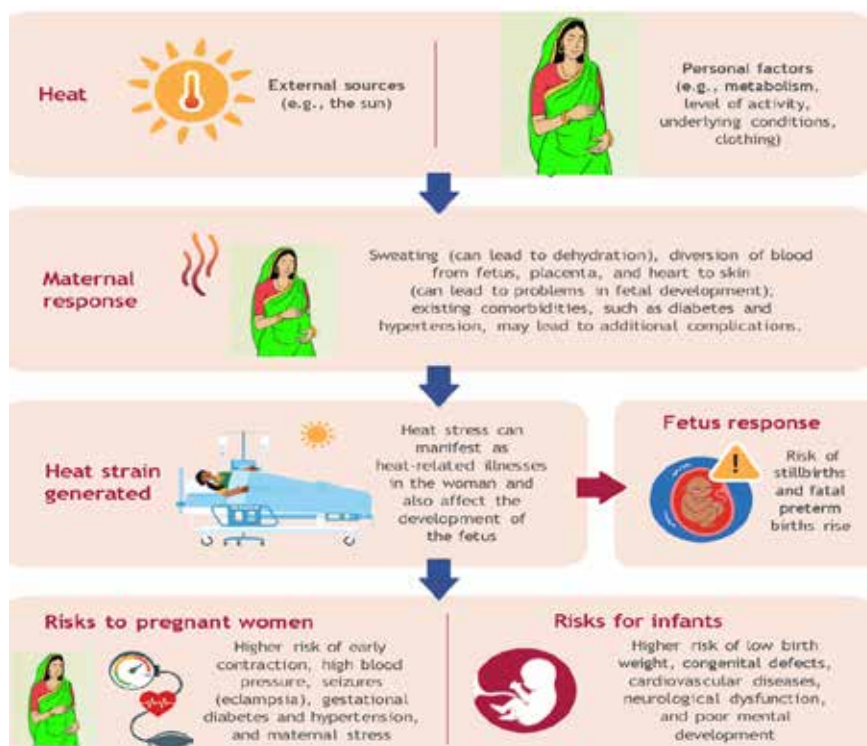 Heat
External sources
(e.g., the sun)
Personal factors
(e.g., metabolism,
level of activity,
underlying conditions,
clothing)
Maternal
response
Sweating (can lead to dehydration), diversion of blood
from fetus, placenta, and heart to skin
(can lead to problems in fetal development);
existing comorbidities, such as diabetes and
hypertension, may lead to additional complications.
Heat strain
generated
Heat stress can
manifest as
heat-related illnesses
in the woman and
also affect the
development of
the fetus
Fetus response
Risk of
stillbirths
and fatal
preterm
births rise
Risks to pregnant women
Higher risk of early
contraction, high blood
pressure, seizures
(eclampsia), gestational
diabetes and hypertension,
and maternal stress
Risks for infants
Higher risk of low birth
weight, congenital defects,
cardiovascular diseases,
neurological dysfunction,
and poor mental
development